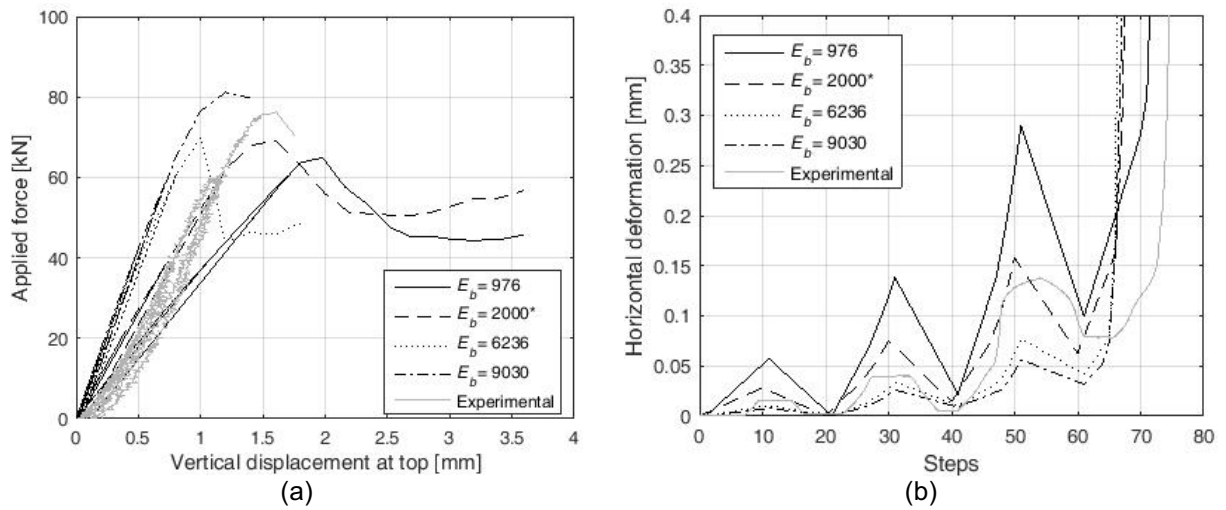 100
80
60
40
20
0
Applied force [kN]
E_b= 976
E_b= 2000*
E_b= 6236
E_b= 9030
Experimental
0 0.5 1 1.5 2 2.5 3 3.5 4
Vertical displacement at top [mm]
(a)
0.4
0.35
0.3
0.25
0.2
0.15
0.1
0.05
0
Horizontal deformation [mm]
E_b= 976
E_b= 2000*
E_b= 6236
E_b= 9030
Experimental
0 10 20 30 40 50 60 70 80
Steps
(b)